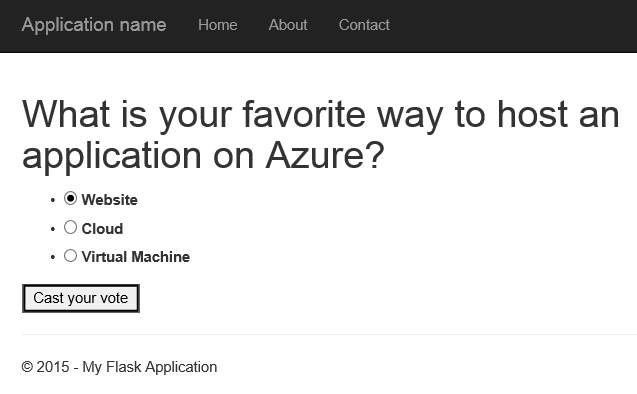 Application name Home About Contact
What is your favorite way to host an
application on Azure?
• Website
• Cloud
• Virtual Machine
Cast your vote
© 2015 - My Flask Application